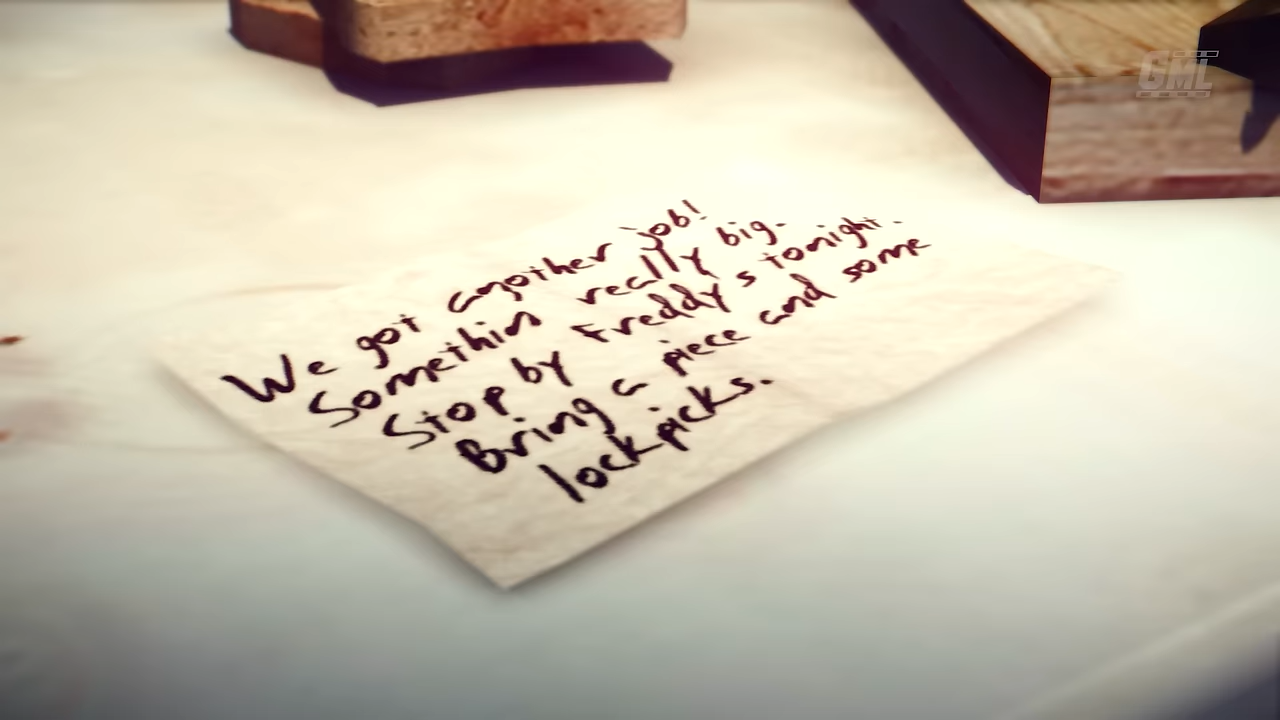 GML
We got another job!
Somethin really big.
Stop by Freddy's tonight.
Bring a piece and some
lockpicks.